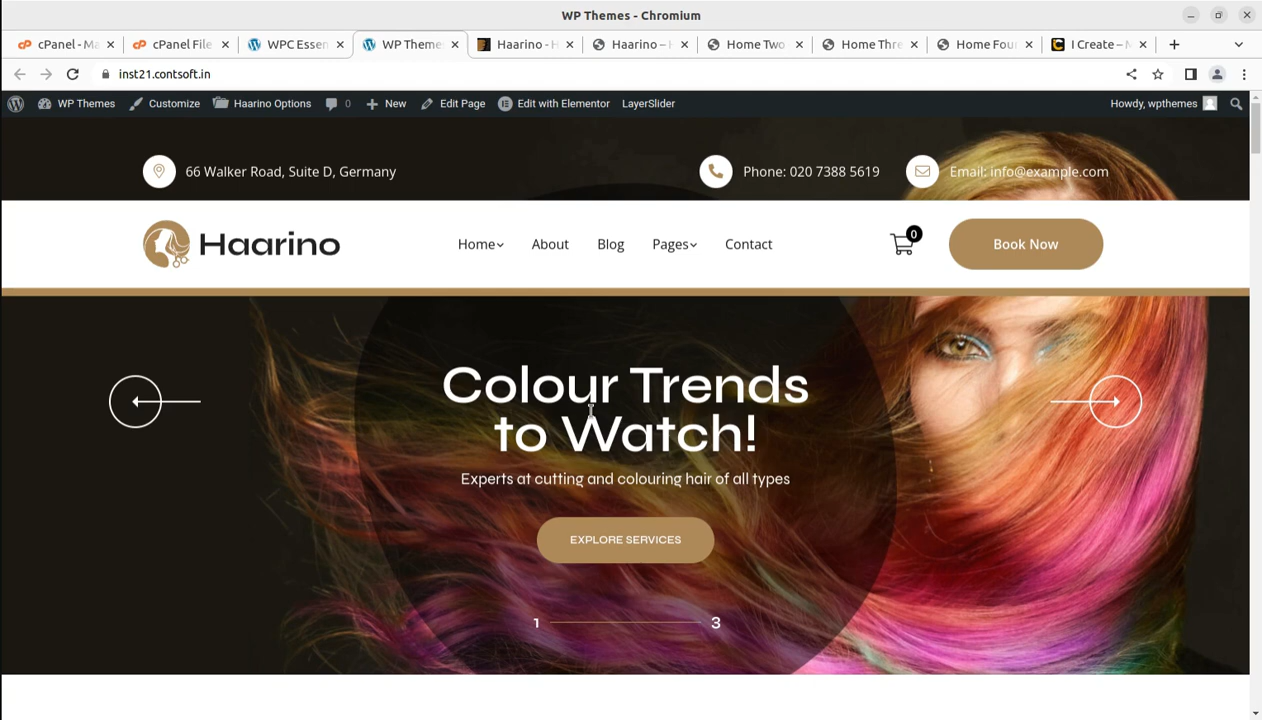 WP Themes - Chromium
cPanel - Ma
cPanel File
WPC Essen
WP Theme
Haarino - H
Haarino –
Home Two
Home Thre
Home Four
I Create –
inst21.contsoft.in
WP Themes
Customize
Haarino Options
0
New
Edit Page
Edit with Elementor
LayerSlider
Howdy, wpthemes
66 Walker Road, Suite D, Germany
Phone: 020 7388 5619
Email: info@example.com
Haarino
Home
About
Blog
Pages
Contact
0
Book Now
Colour Trends
to Watch!
Experts at cutting and colouring hair of all types
EXPLORE SERVICES
1
3